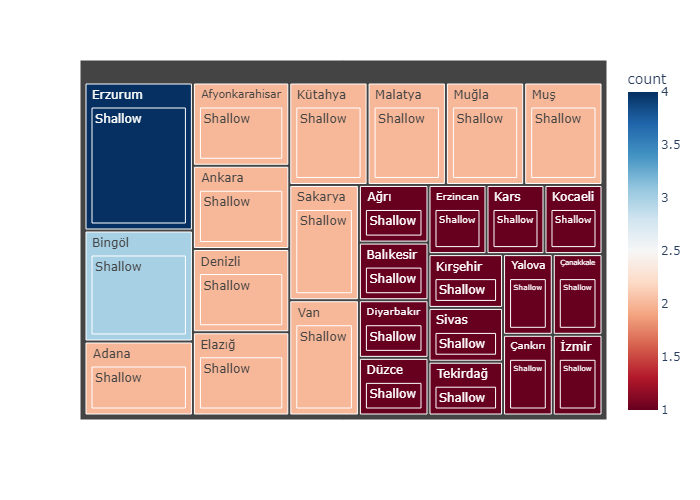 Erzurum
Shallow
Bingöl
Shallow
Adana
Shallow
Afyonkarahisar
Shallow
Ankara
Shallow
Denizli
Shallow
Elazığ
Shallow
Kütahya
Shallow
Malatya
Shallow
Muğla
Shallow
Muş
Shallow
Sakarya
Shallow
Van
Shallow
Ağrı
Shallow
Balıkesir
Shallow
Diyarbakır
Shallow
Düzce
Shallow
Erzincan
Shallow
Kars
Shallow
Kocaeli
Shallow
Kırşehir
Shallow
Sivas
Shallow
Tekirdağ
Shallow
Yalova
Shallow
Çanakkale
Shallow
Çankırı
Shallow
İzmir
Shallow
count
4
3.5
3
2.5
2
1.5
1